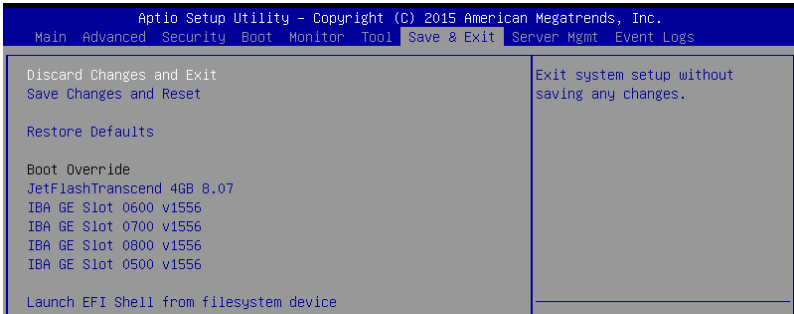 Aptio Setup Utility – Copyright (C) 2015 American Megatrends, Inc.
Main Advanced Security Boot Monitor Tool Save & Exit Server Mgmt Event Logs
Discard Changes and Exit
Save Changes and Reset
Restore Defaults
Boot Override
JetFlashTranscend 4GB 8.07
IBA GE Slot 0600 v1556
IBA GE Slot 0700 v1556
IBA GE Slot 0800 v1556
IBA GE Slot 0500 v1556
Launch EFI Shell from filesystem device
Exit system setup without
saving any changes.